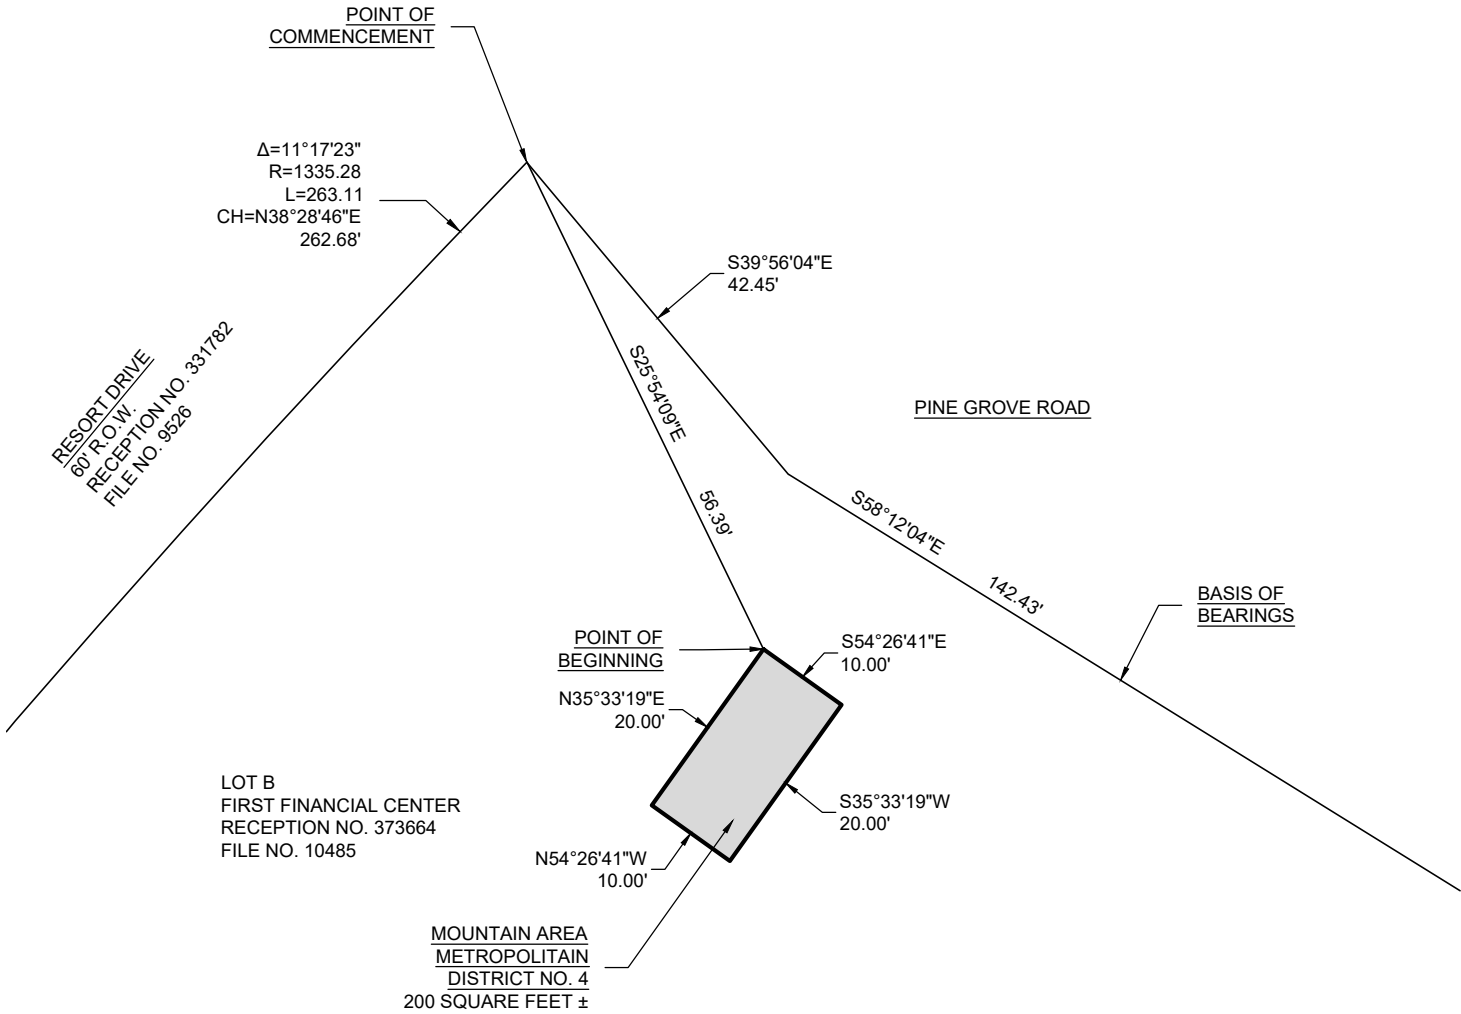 POINT OF
COMMENCEMENT
Δ=11°17'23"
R=1335.28
L=263.11
CH=N38°28'46"E
262.68'
S39°56'04"E
42.45'
RESORT DRIVE
60' R.O.W.
RECEPTION NO. 331782
FILE NO. 9526
S25°54'09"E
56.39'
PINE GROVE ROAD
S58°12'04"E
142.43'
BASIS OF
BEARINGS
POINT OF
BEGINNING
S54°26'41"E
10.00'
N35°33'19"E
20.00'
LOT B
FIRST FINANCIAL CENTER
RECEPTION NO. 373664
FILE NO. 10485
S35°33'19"W
20.00'
N54°26'41"W
10.00'
MOUNTAIN AREA
METROPOLITAIN
DISTRICT NO. 4
200 SQUARE FEET ±